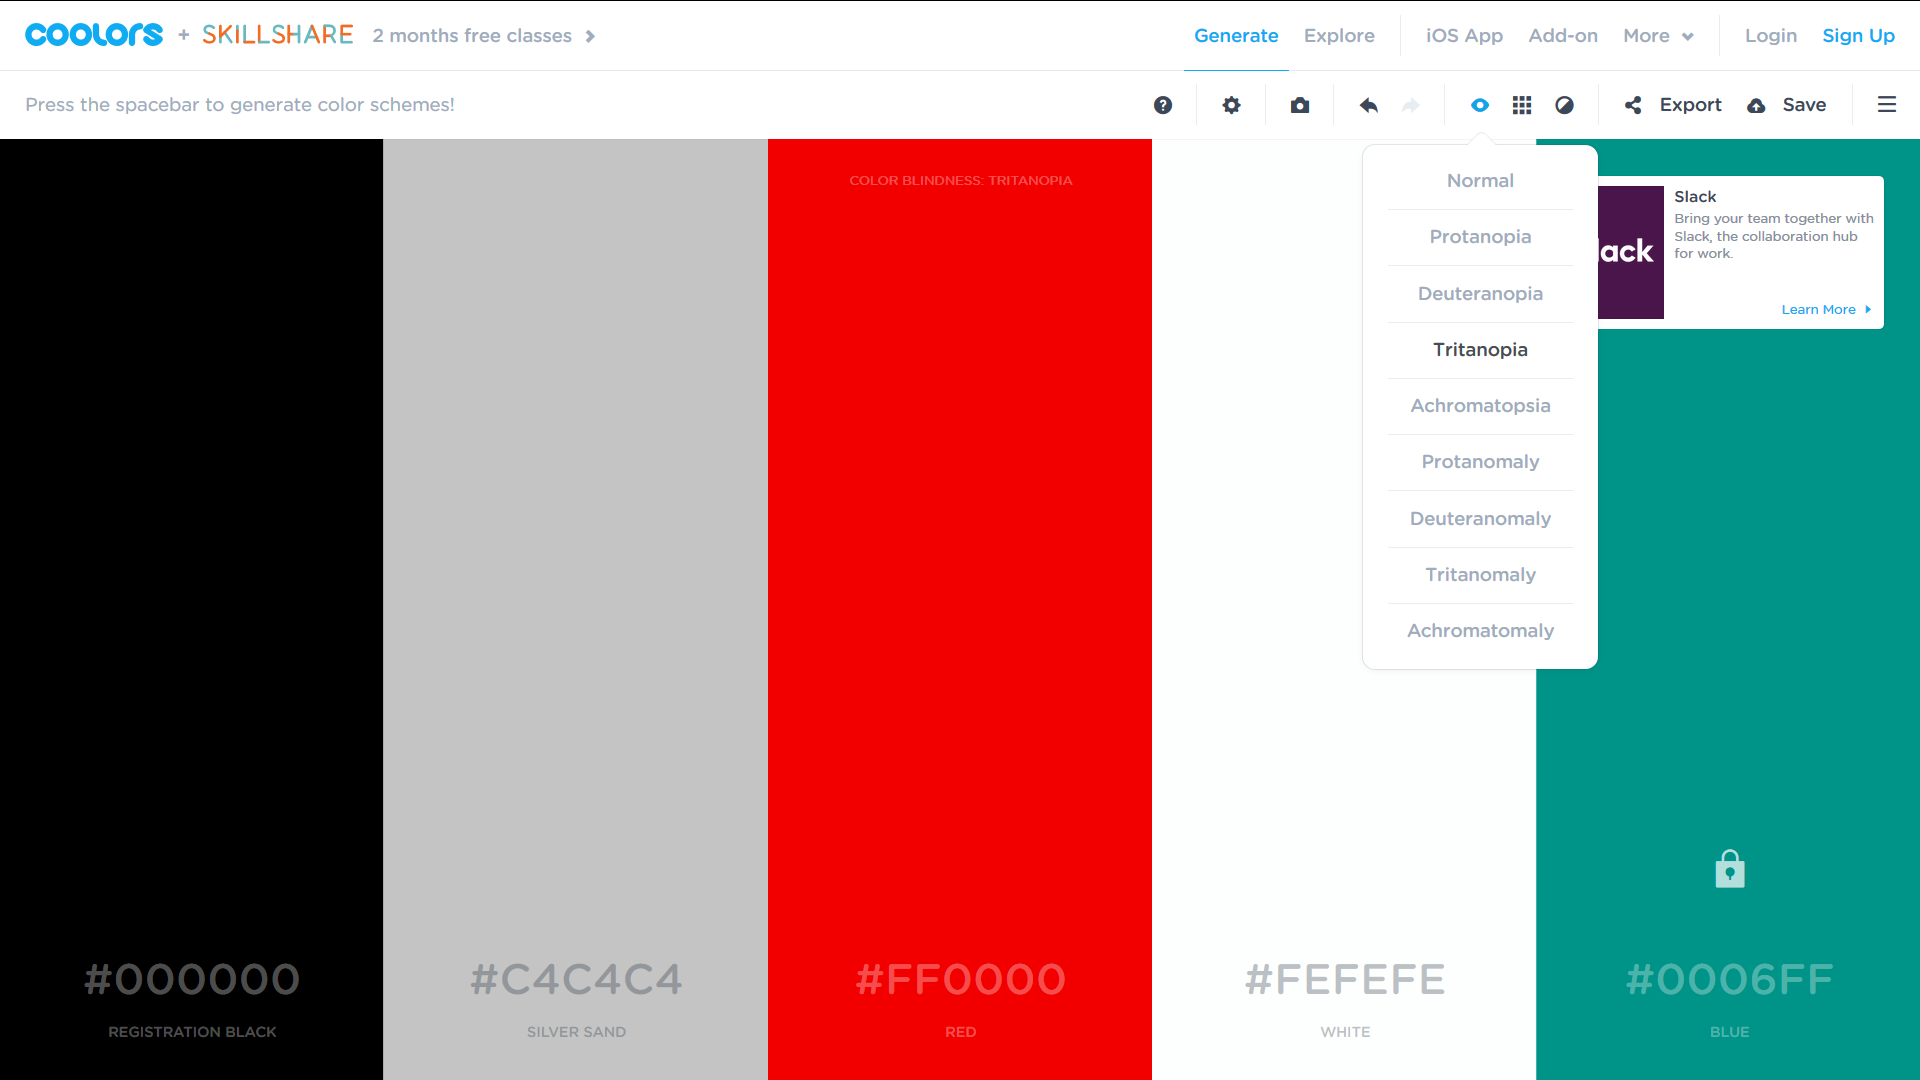 coolors + SKILLSHARE 2 months free classes
Generate Explore iOS App Add-on More Login Sign Up
Press the spacebar to generate color schemes!
Export Save
COLOR BLINDNESS: TRITANOPIA
Normal
Protanopia
Deuteranopia
Tritanopia
Achromatopsia
Protanomaly
Deuteranomaly
Tritanomaly
Achromatomaly
lack
Slack
Bring your team together with
Slack, the collaboration hub
for work.
Learn More
#000000
REGISTRATION BLACK
#C4C4C4
SILVER SAND
#FF0000
RED
#FEFEFE
WHITE
#0006FF
BLUE